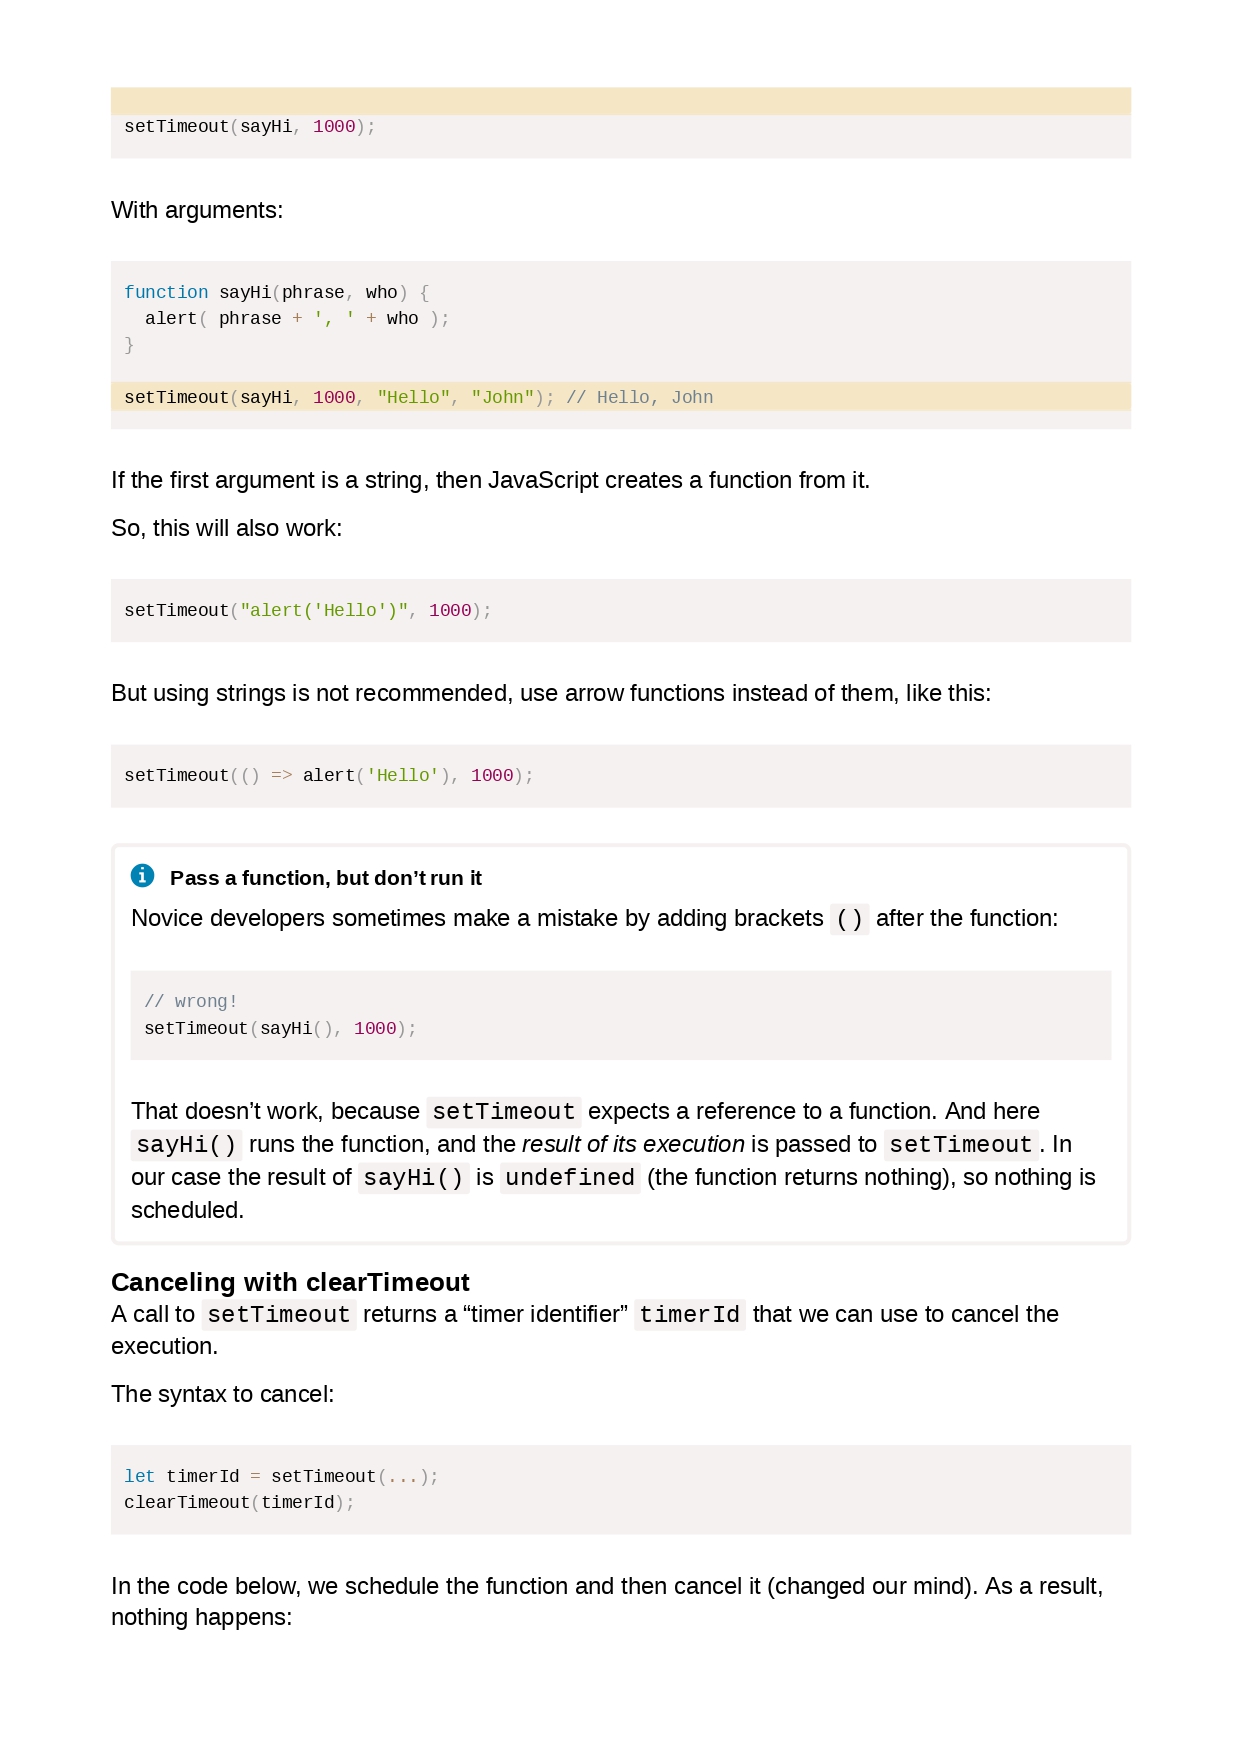 setTimeout(sayHi, 1000);
With arguments:
function sayHi(phrase, who) {
  alert( phrase + ', ' + who );
}
setTimeout(sayHi, 1000, "Hello", "John"); // Hello, John
If the first argument is a string, then JavaScript creates a function from it.
So, this will also work:
setTimeout("alert('Hello')", 1000);
But using strings is not recommended, use arrow functions instead of them, like this:
setTimeout(() => alert('Hello'), 1000);
Pass a function, but don’t run it
Novice developers sometimes make a mistake by adding brackets () after the function:
// wrong!
setTimeout(sayHi(), 1000);
That doesn’t work, because setTimeout expects a reference to a function. And here
sayHi() runs the function, and the result of its execution is passed to setTimeout. In
our case the result of sayHi() is undefined (the function returns nothing), so nothing is
scheduled.
Canceling with clearTimeout
A call to setTimeout returns a “timer identifier” timerId that we can use to cancel the
execution.
The syntax to cancel:
let timerId = setTimeout(...);
clearTimeout(timerId);
In the code below, we schedule the function and then cancel it (changed our mind). As a result,
nothing happens: